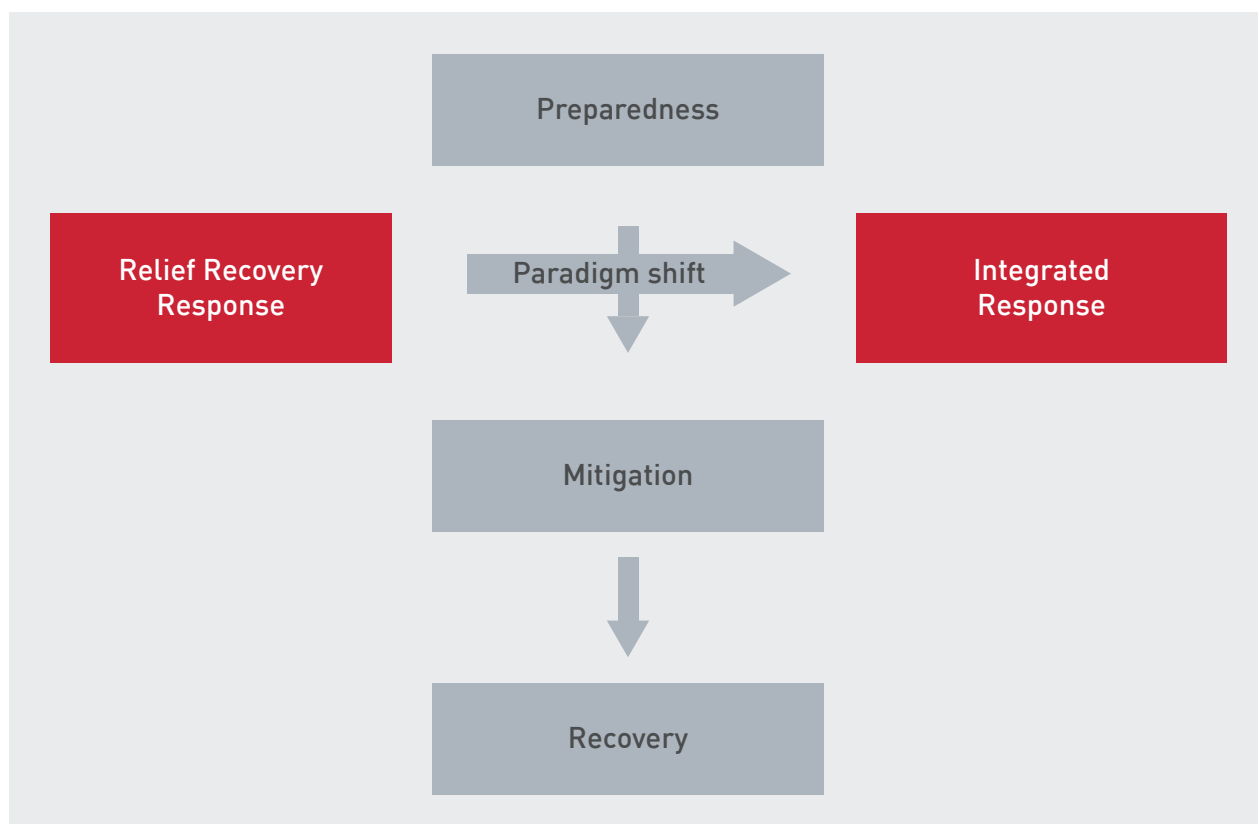 Preparedness
Relief Recovery
Response
Paradigm shift
Integrated
Response
Mitigation
Recovery